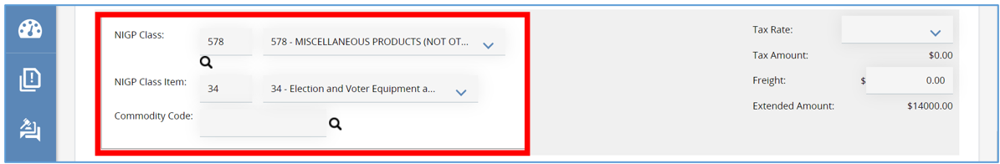 NIGP Class: 578 578 - MISCELLANEOUS PRODUCTS (NOT OT...
NIGP Class Item: 34 34 - Election and Voter Equipment a...
Commodity Code:
Tax Rate:
Tax Amount: $0.00
Freight: $ 0.00
Extended Amount: $14000.00